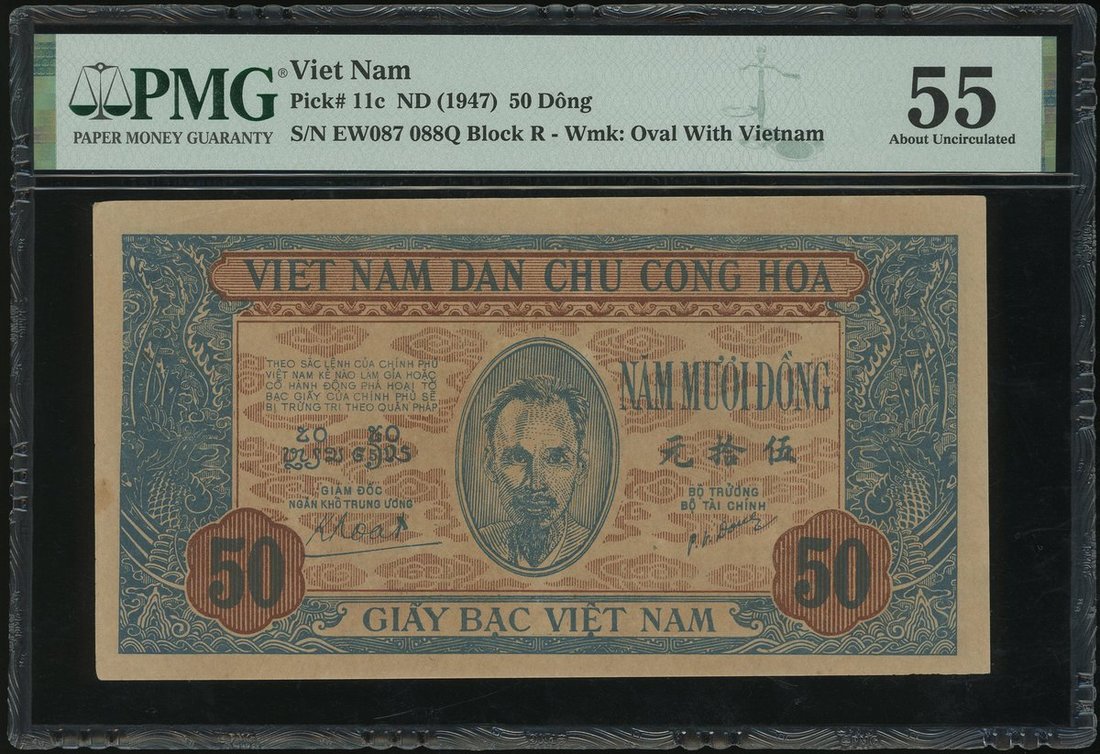 PMG®
PAPER MONEY GUARANTY
Viet Nam
Pick# 11c ND (1947) 50 Dông
S/N EW087 088Q Block R - Wmk: Oval With Vietnam
55
About Uncirculated
VIỆT NAM DAN CHU CONG HOA
THEO SẮC LỆNH CỦA CHÍNH PHỦ
VIỆT NAM KẺ NÀO LÀM GIẢ HOẶC
CÓ HÀNH ĐỘNG PHÁ HOẠI TỜ
BẠC GIẤY CỦA CHÍNH PHỦ SẼ
BỊ TRỪNG TRỊ THEO QUÂN PHÁP
NĂM MƯỜI ĐỒNG
元拾伍
GIÁM ĐỐC
NGÂN KHỐ TRUNG ƯƠNG
BỘ TRƯỞNG
BỘ TÀI CHÍNH
50
50
GIẤY BẠC VIỆT NAM